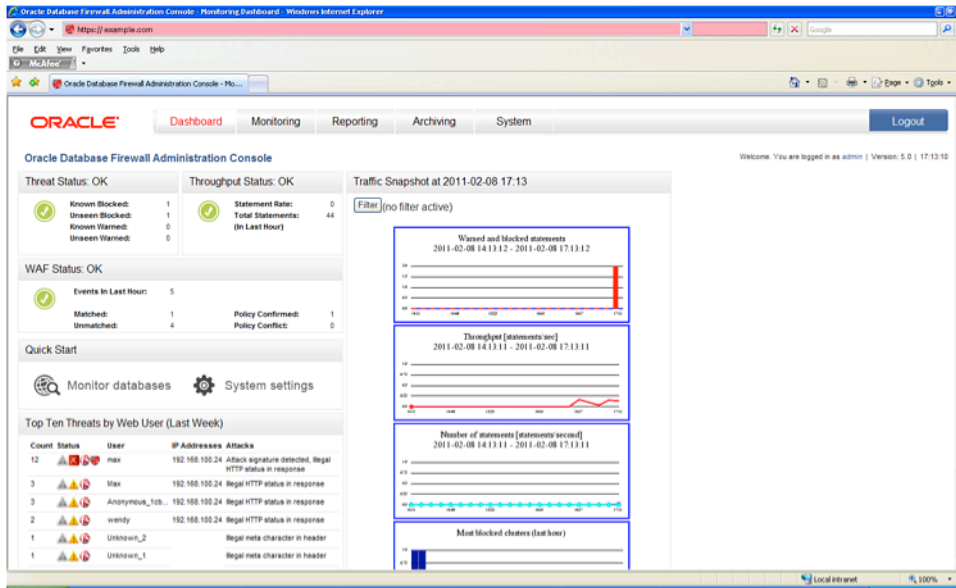 Oracle Database Firewall Administration Console - Monitoring Dashboard - Windows Internet Explorer
https://example.com
Google
File Edit View Favorites Tools Help
McAfee
Oracle Database Firewall Administration Console - Mo...
Page Tools
ORACLE
Dashboard Monitoring Reporting Archiving System Logout
Oracle Database Firewall Administration Console
Welcome. You are logged in as admin | Version: 5.0 | 17:13:10
Threat Status: OK
Known Blocked: 1
Unseen Blocked: 1
Known Warned: 0
Unseen Warned: 0
Throughput Status: OK
Statement Rate: 0
Total Statements: 44
(In Last Hour)
WAF Status: OK
Events In Last Hour: 5
Matched: 1 Policy Confirmed: 1
Unmatched: 4 Policy Conflict: 0
Quick Start
Monitor databases System settings
Top Ten Threats by Web User (Last Week)
Count Status User IP Addresses Attacks
12 max 192.168.100.24 Attack signature detected, Illegal
HTTP status in response
3 Max 192.168.100.24 Illegal HTTP status in response
3 Anonymous_1cb... 192.168.100.24 Illegal HTTP status in response
2 wendy 192.168.100.24 Illegal HTTP status in response
1 Unknown_2 Illegal meta character in header
1 Unknown_1 Illegal meta character in header
Traffic Snapshot at 2011-02-08 17:13
Filter (no filter active)
Warned and blocked statements
2011-02-08 14:13:12 - 2011-02-08 17:13:12
Throughput [statements/sec]
2011-02-08 14:13:11 - 2011-02-08 17:13:11
Number of statements [statements/second]
2011-02-08 14:13:11 - 2011-02-08 17:13:11
Most blocked clusters (last hour)
Local intranet 100%